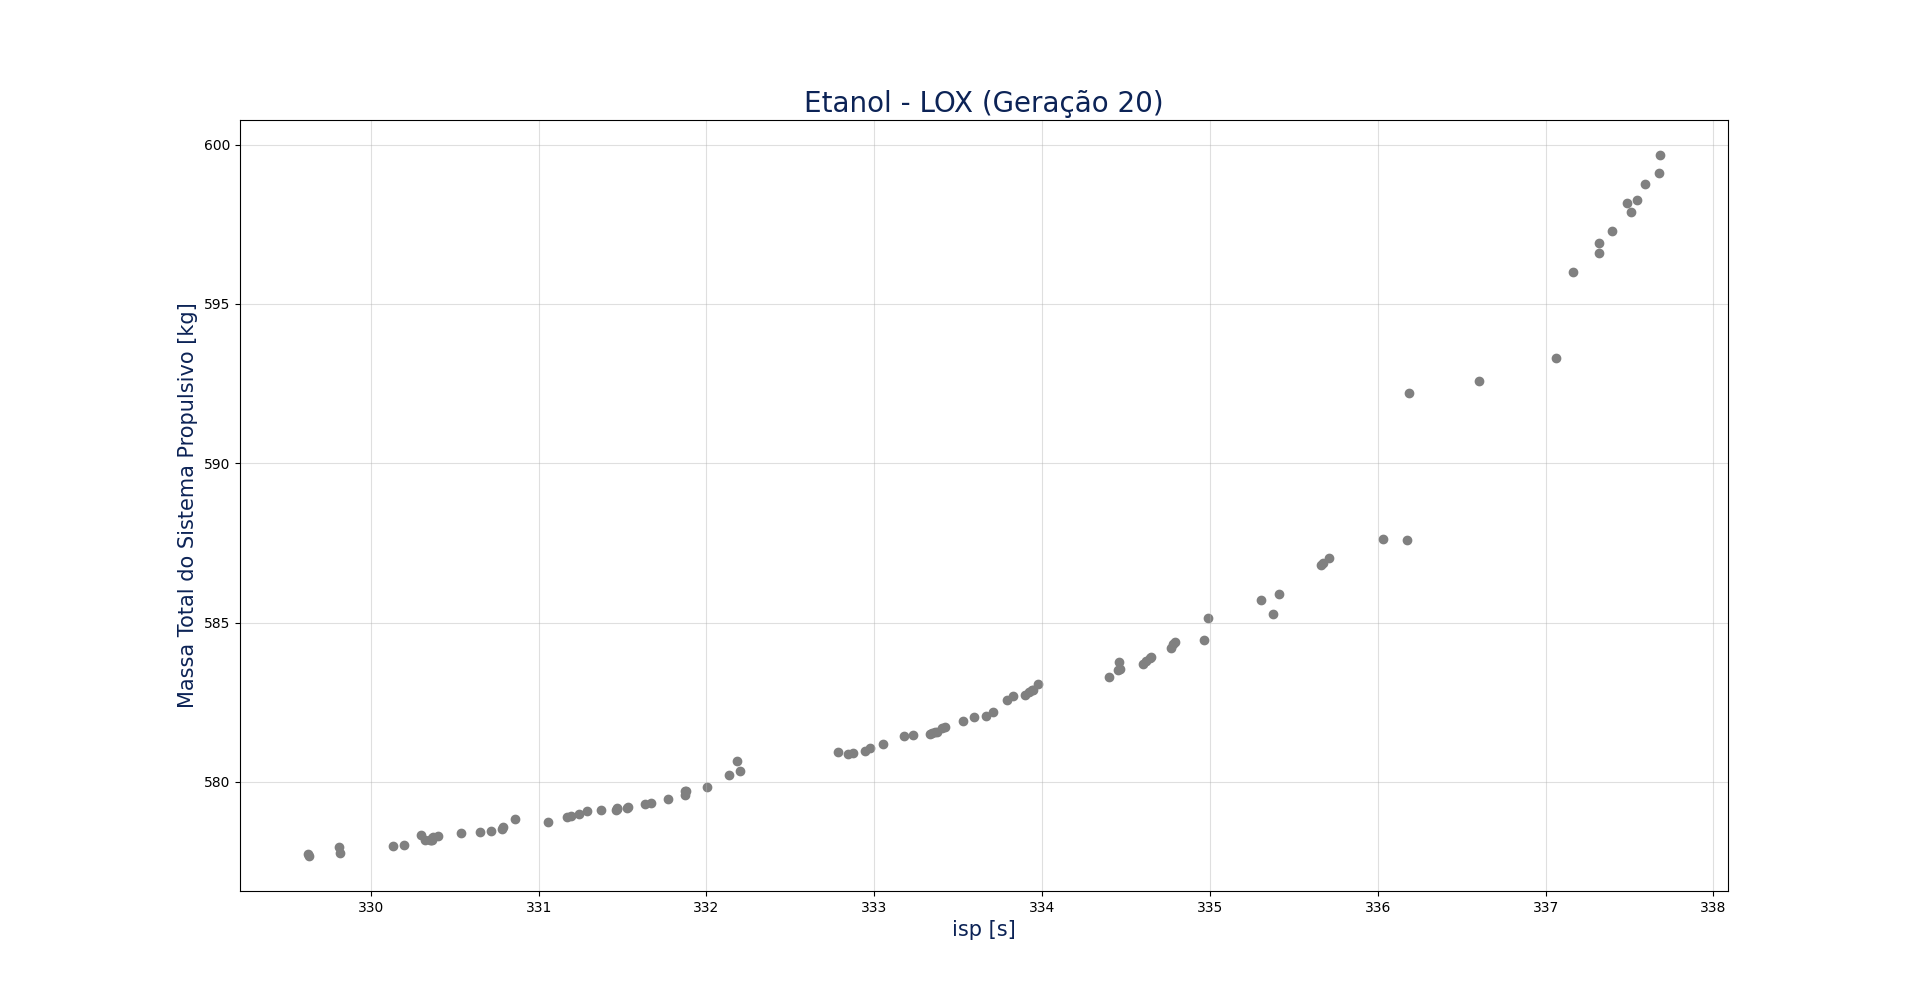 Etanol - LOX (Geração 20)
Massa Total do Sistema Propulsivo [kg]
600
595
590
585
580
330 331 332 333 334 335 336 337 338
isp [s]